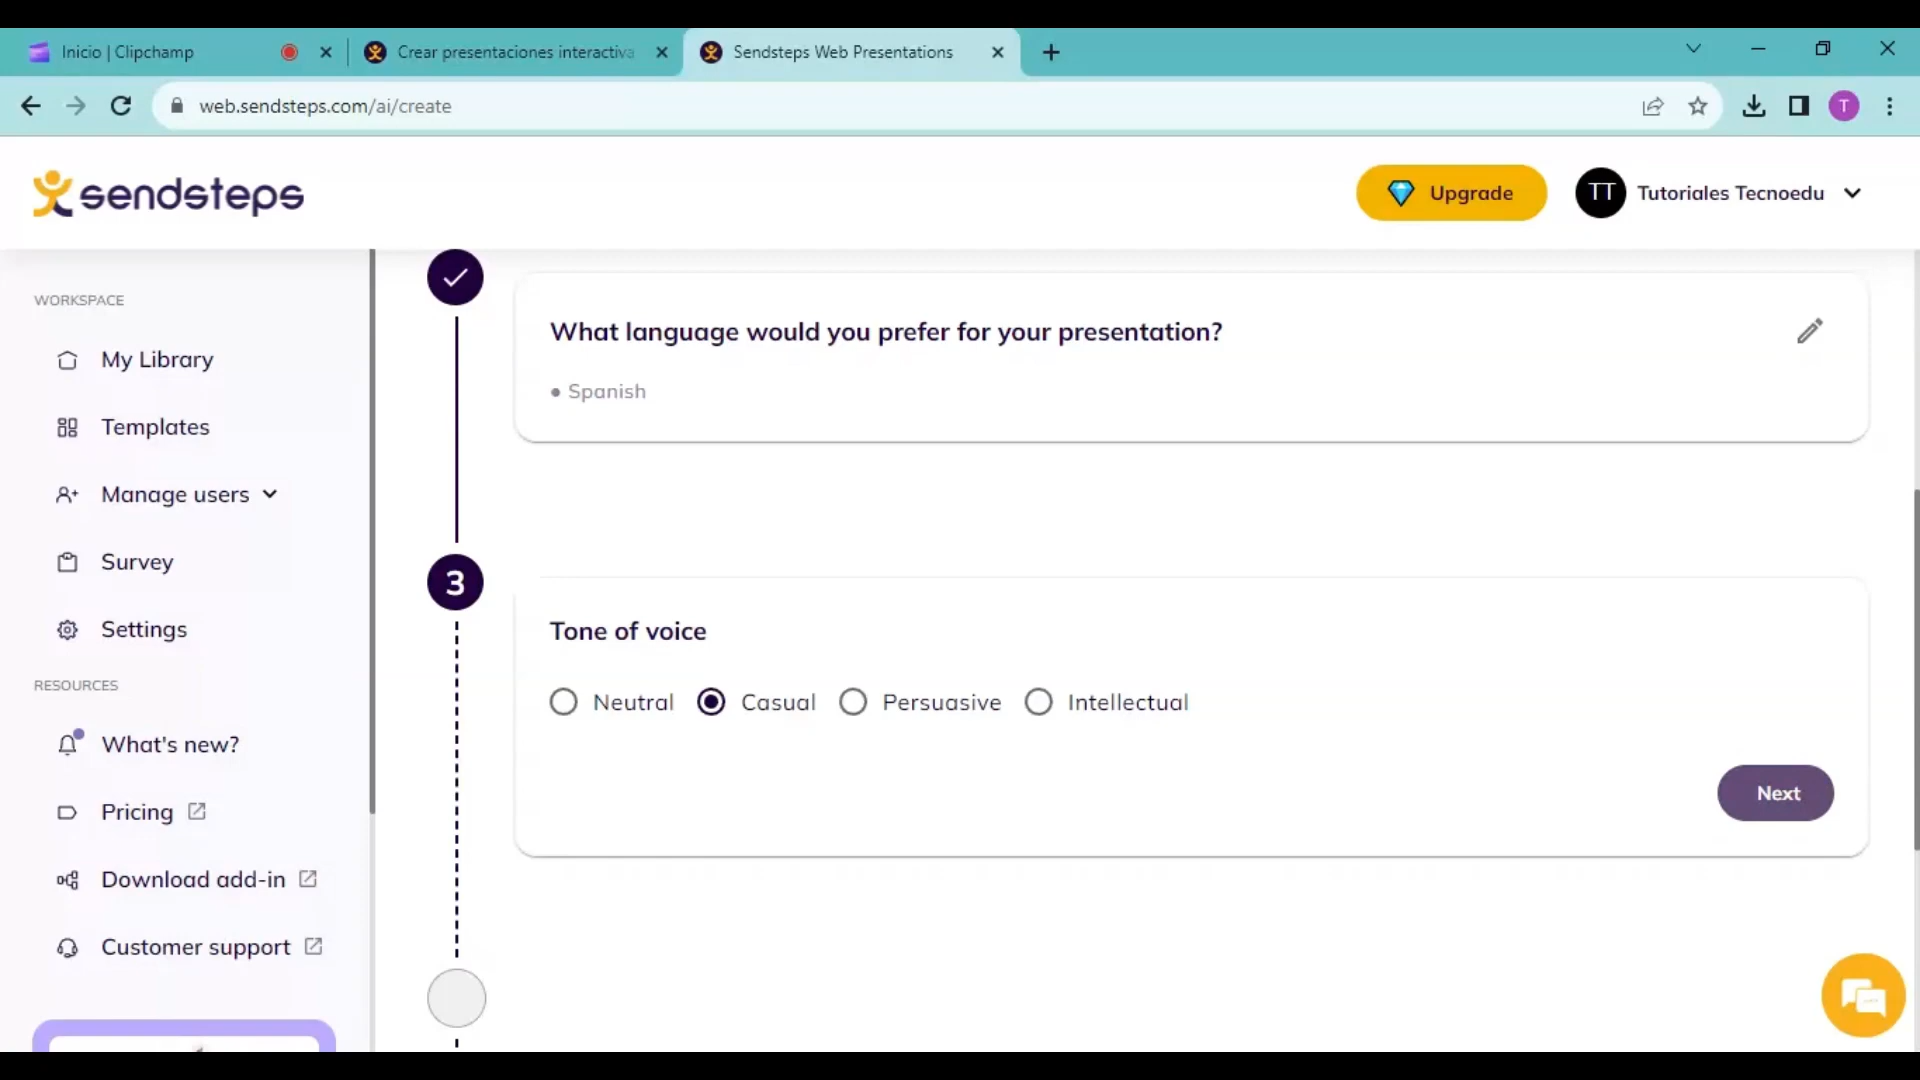 Inicio | Clipchamp
Crear presentaciones interactiva
Sendsteps Web Presentations
web.sendsteps.com/ai/create
T
sendsteps
Upgrade
TT
Tutoriales Tecnoedu
WORKSPACE
My Library
Templates
Manage users
Survey
Settings
RESOURCES
What's new?
Pricing
Download add-in
Customer support
What language would you prefer for your presentation?
• Spanish
3
Tone of voice
Neutral
Casual
Persuasive
Intellectual
Next